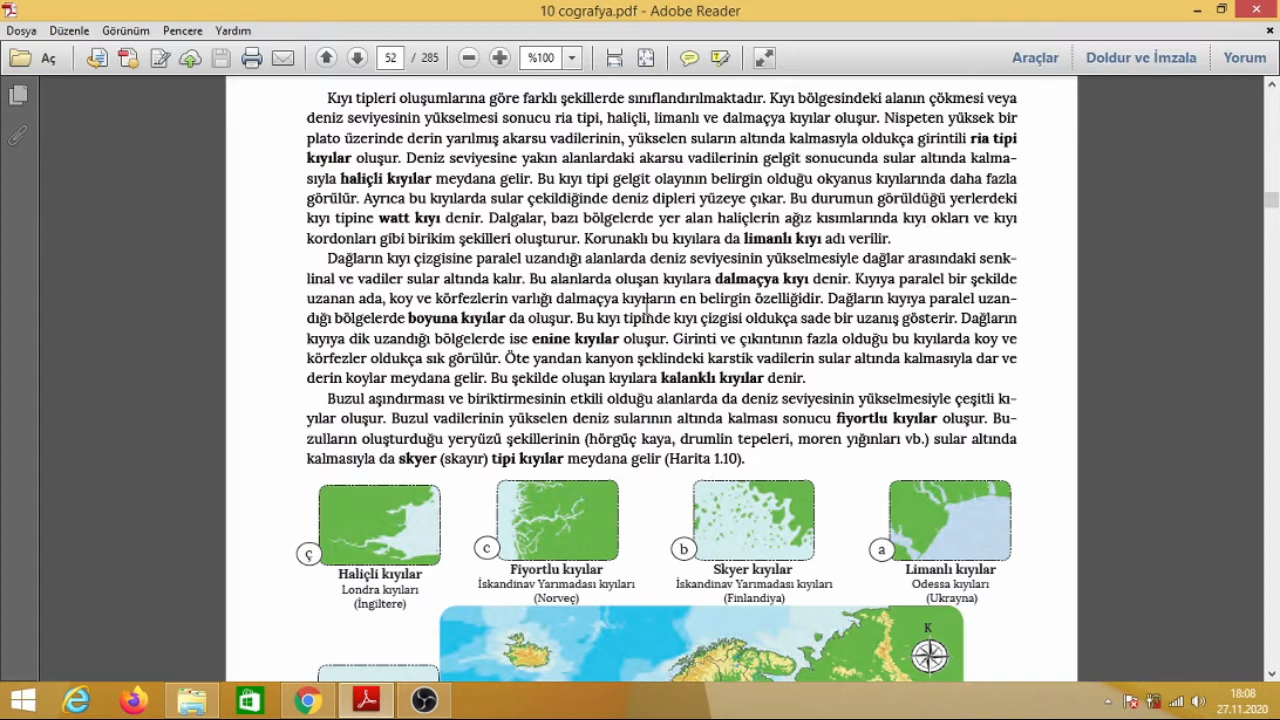 10 cografya.pdf - Adobe Reader
Dosya Düzenle Görünüm Pencere Yardım
Aç 52 / 285 %100 Araçlar Doldur ve İmzala Yorum
Kıyı tipleri oluşumlarına göre farklı şekillerde sınıflandırılmaktadır. Kıyı bölgesindeki alanın çökmesi veya
deniz seviyesinin yükselmesi sonucu ria tipi, haliçli, limanlı ve dalmaçya kıyılar oluşur. Nispeten yüksek bir
plato üzerinde derin yarılmış akarsu vadilerinin, yükselen suların altında kalmasıyla oldukça girintili ria tipi
kıyılar oluşur. Deniz seviyesine yakın alanlardaki akarsu vadilerinin gelgit sonucunda sular altında kalma-
sıyla haliçli kıyılar meydana gelir. Bu kıyı tipi gelgit olayının belirgin olduğu okyanus kıyılarında daha fazla
görülür. Ayrıca bu kıyılarda sular çekildiğinde deniz dipleri yüzeye çıkar. Bu durumun görüldüğü yerlerdeki
kıyı tipine watt kıyı denir. Dalgalar, bazı bölgelerde yer alan haliçlerin ağız kısımlarında kıyı okları ve kıyı
kordonları gibi birikim şekilleri oluşturur. Korunaklı bu kıyılara da limanlı kıyı adı verilir.
Dağların kıyı çizgisine paralel uzandığı alanlarda deniz seviyesinin yükselmesiyle dağlar arasındaki senk-
linal ve vadiler sular altında kalır. Bu alanlarda oluşan kıyılara dalmaçya kıyı denir. Kıyıya paralel bir şekilde
uzanan ada, koy ve körfezlerin varlığı dalmaçya kıyıların en belirgin özelliğidir. Dağların kıyıya paralel uzan-
dığı bölgelerde boyuna kıyılar da oluşur. Bu kıyı tipinde kıyı çizgisi oldukça sade bir uzanış gösterir. Dağların
kıyıya dik uzandığı bölgelerde ise enine kıyılar oluşur. Girinti ve çıkıntının fazla olduğu bu kıyılarda koy ve
körfezler oldukça sık görülür. Öte yandan kanyon şeklindeki karstik vadilerin sular altında kalmasıyla dar ve
derin koylar meydana gelir. Bu şekilde oluşan kıyılara kalanklı kıyılar denir.
Buzul aşındırması ve biriktirmesinin etkili olduğu alanlarda da deniz seviyesinin yükselmesiyle çeşitli kı-
yılar oluşur. Buzul vadilerinin yükselen deniz sularının altında kalması sonucu fiyortlu kıyılar oluşur. Bu-
zulların oluşturduğu yeryüzü şekillerinin (hörgüç kaya, drumlin tepeleri, moren yığınları vb.) sular altında
kalmasıyla da skyer (skayır) tipi kıyılar meydana gelir (Harita 1.10).
ç c b a
Haliçli kıyılar
Londra kıyıları
(İngiltere)
Fiyortlu kıyılar
İskandinav Yarımadası kıyıları
(Norveç)
Skyer kıyılar
İskandinav Yarımadası kıyıları
(Finlandiya)
Limanlı kıyılar
Odessa kıyıları
(Ukrayna)
K
18:08
27.11.2020